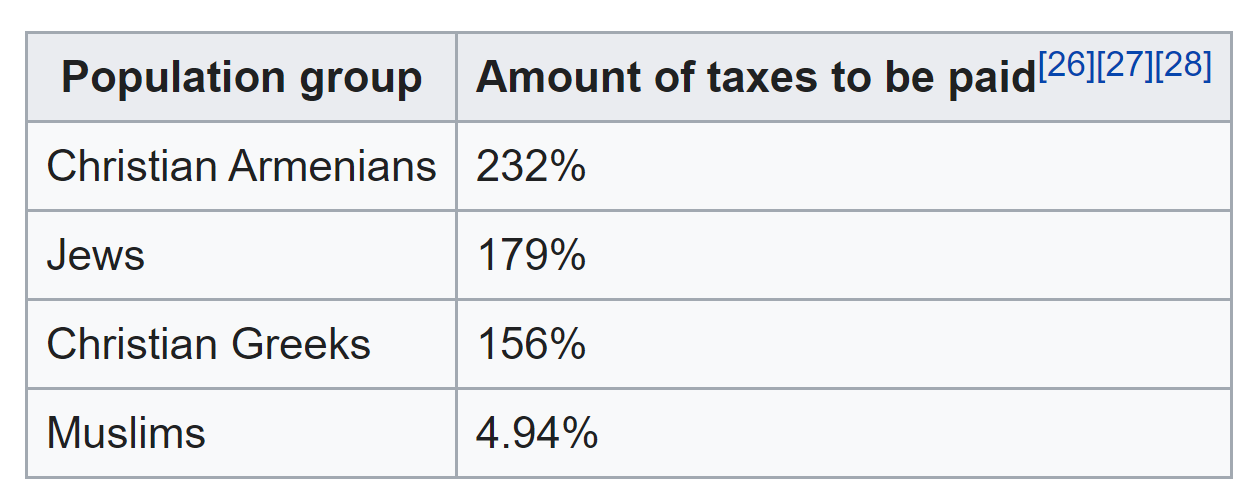 Population group Amount of taxes to be paid[26][27][28]
Christian Armenians 232%
Jews 179%
Christian Greeks 156%
Muslims 4.94%